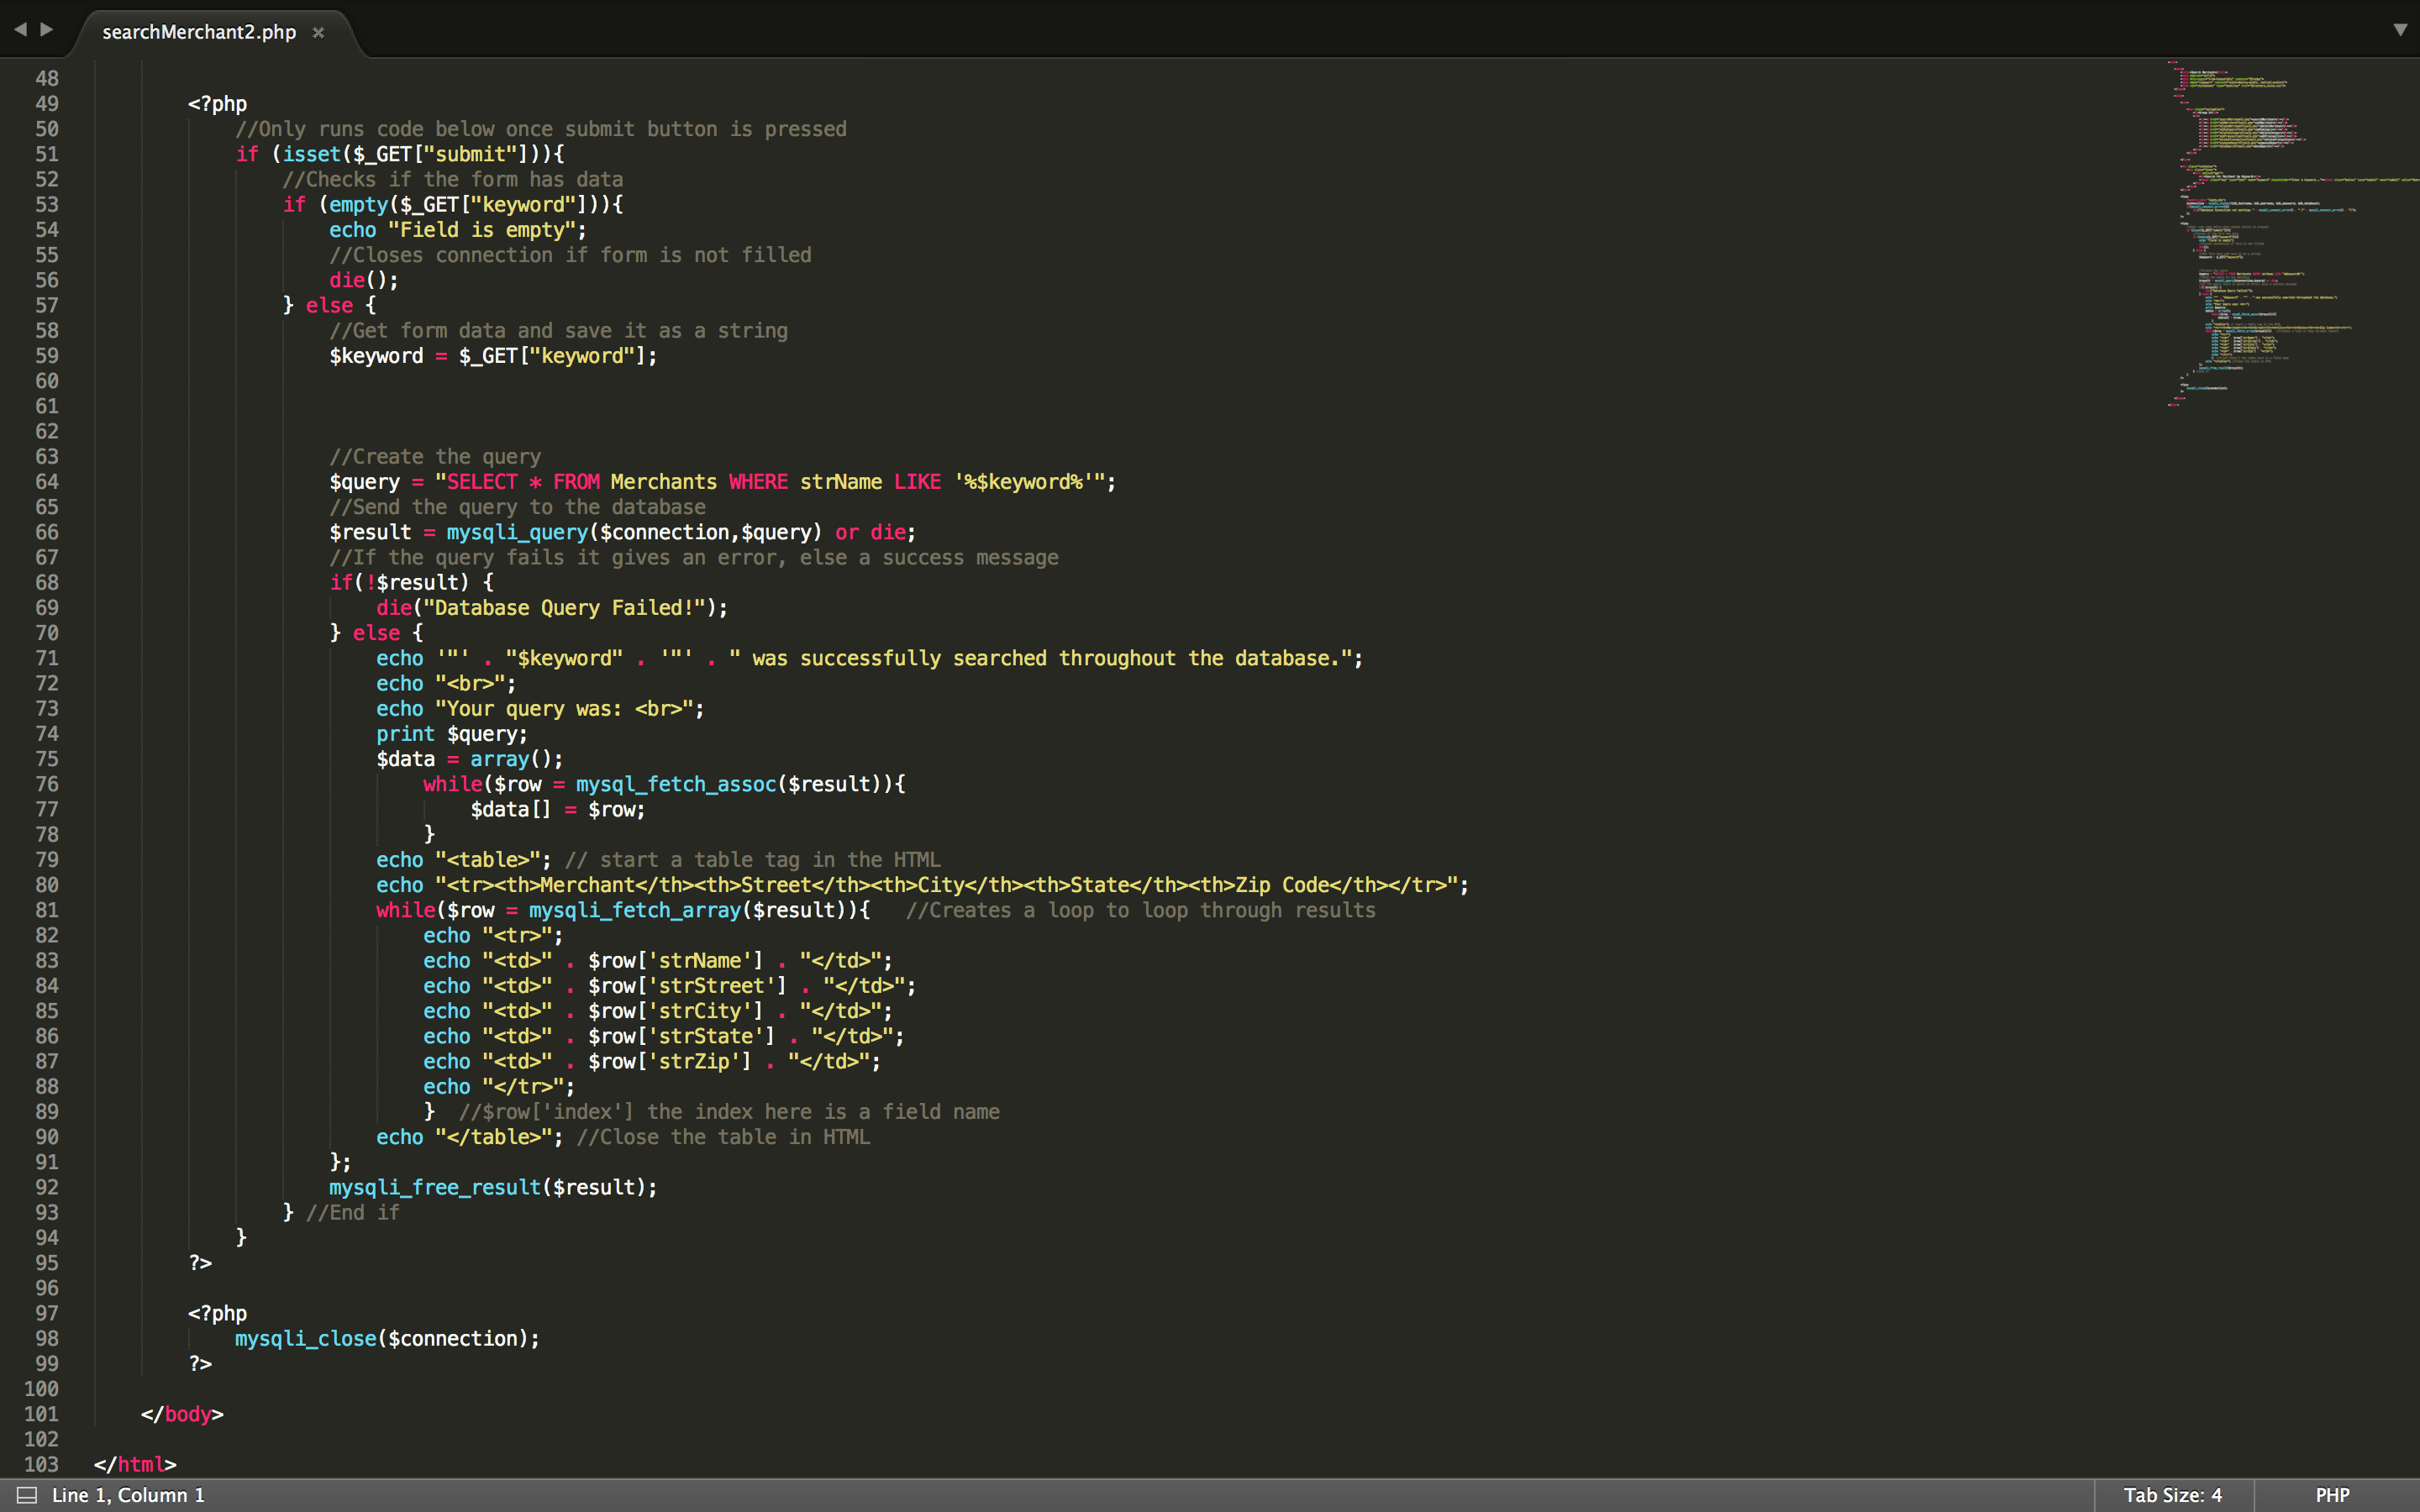 searchMerchant2.php ×
48
49 <?php
50 //Only runs code below once submit button is pressed
51 if (isset($_GET["submit"])){
52 //Checks if the form has data
53 if (empty($_GET["keyword"])){
54 echo "Field is empty";
55 //Closes connection if form is not filled
56 die();
57 } else {
58 //Get form data and save it as a string
59 $keyword = $_GET["keyword"];
60
61
62
63 //Create the query
64 $query = "SELECT * FROM Merchants WHERE strName LIKE '%$keyword%'";
65 //Send the query to the database
66 $result = mysqli_query($connection,$query) or die;
67 //If the query fails it gives an error, else a success message
68 if(!$result) {
69 die("Database Query Failed!");
70 } else {
71 echo '"' . "$keyword" . '"' . " was successfully searched throughout the database.";
72 echo "<br>";
73 echo "Your query was: <br>";
74 print $query;
75 $data = array();
76 while($row = mysql_fetch_assoc($result)){
77 $data[] = $row;
78 }
79 echo "<table>"; // start a table tag in the HTML
80 echo "<tr><th>Merchant</th><th>Street</th><th>City</th><th>State</th><th>Zip Code</th></tr>";
81 while($row = mysqli_fetch_array($result)){ //Creates a loop to loop through results
82 echo "<tr>";
83 echo "<td>" . $row['strName'] . "</td>";
84 echo "<td>" . $row['strStreet'] . "</td>";
85 echo "<td>" . $row['strCity'] . "</td>";
86 echo "<td>" . $row['strState'] . "</td>";
87 echo "<td>" . $row['strZip'] . "</td>";
88 echo "</tr>";
89 } //$row['index'] the index here is a field name
90 echo "</table>"; //Close the table in HTML
91 };
92 mysqli_free_result($result);
93 } //End if
94 }
95 ?>
96
97 <?php
98 mysqli_close($connection);
99 ?>
100
101 </body>
102
103 </html>
Line 1, Column 1
Tab Size: 4
PHP